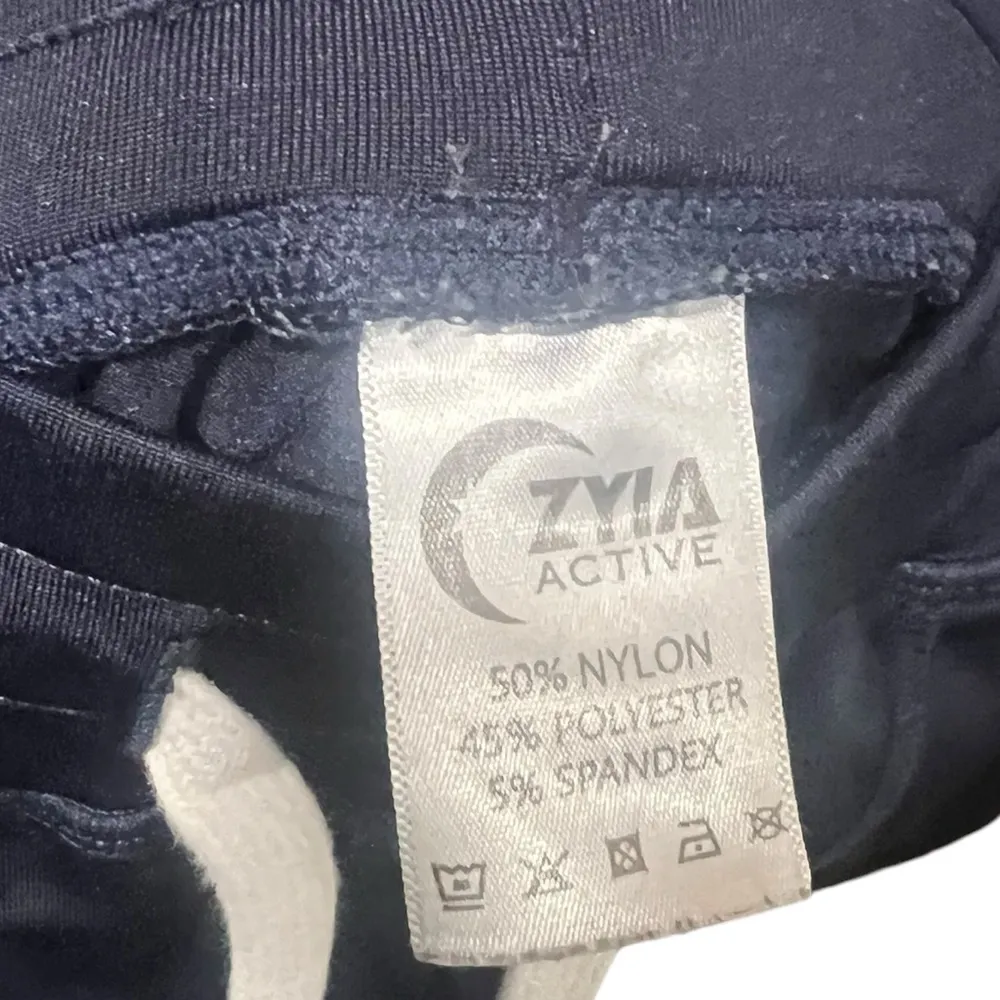 ZYIA
ACTIVE
50% NYLON
45% POLYESTER
5% SPANDEX